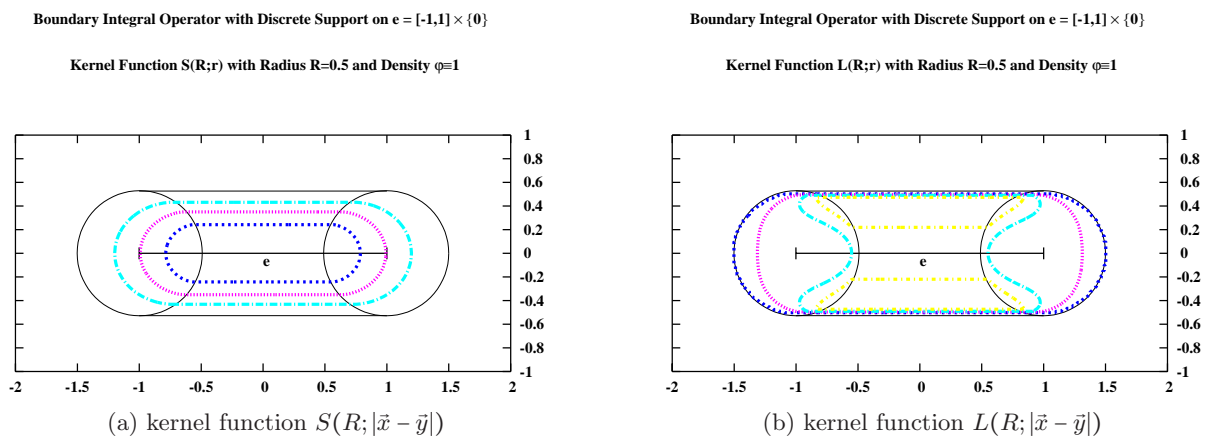 Boundary Integral Operator with Discrete Support on e = [-1,1] × {0}
Kernel Function S(R;r) with Radius R=0.5 and Density φ≡1
1
0.8
0.6
0.4
0.2
0
-0.2
-0.4
-0.6
-0.8
-1
e
-2 -1.5 -1 -0.5 0 0.5 1 1.5 2
(a) kernel function S(R; |x⃗ − y⃗|)
Boundary Integral Operator with Discrete Support on e = [-1,1] × {0}
Kernel Function L(R;r) with Radius R=0.5 and Density φ≡1
1
0.8
0.6
0.4
0.2
0
-0.2
-0.4
-0.6
-0.8
-1
e
-2 -1.5 -1 -0.5 0 0.5 1 1.5 2
(b) kernel function L(R; |x⃗ − y⃗|)